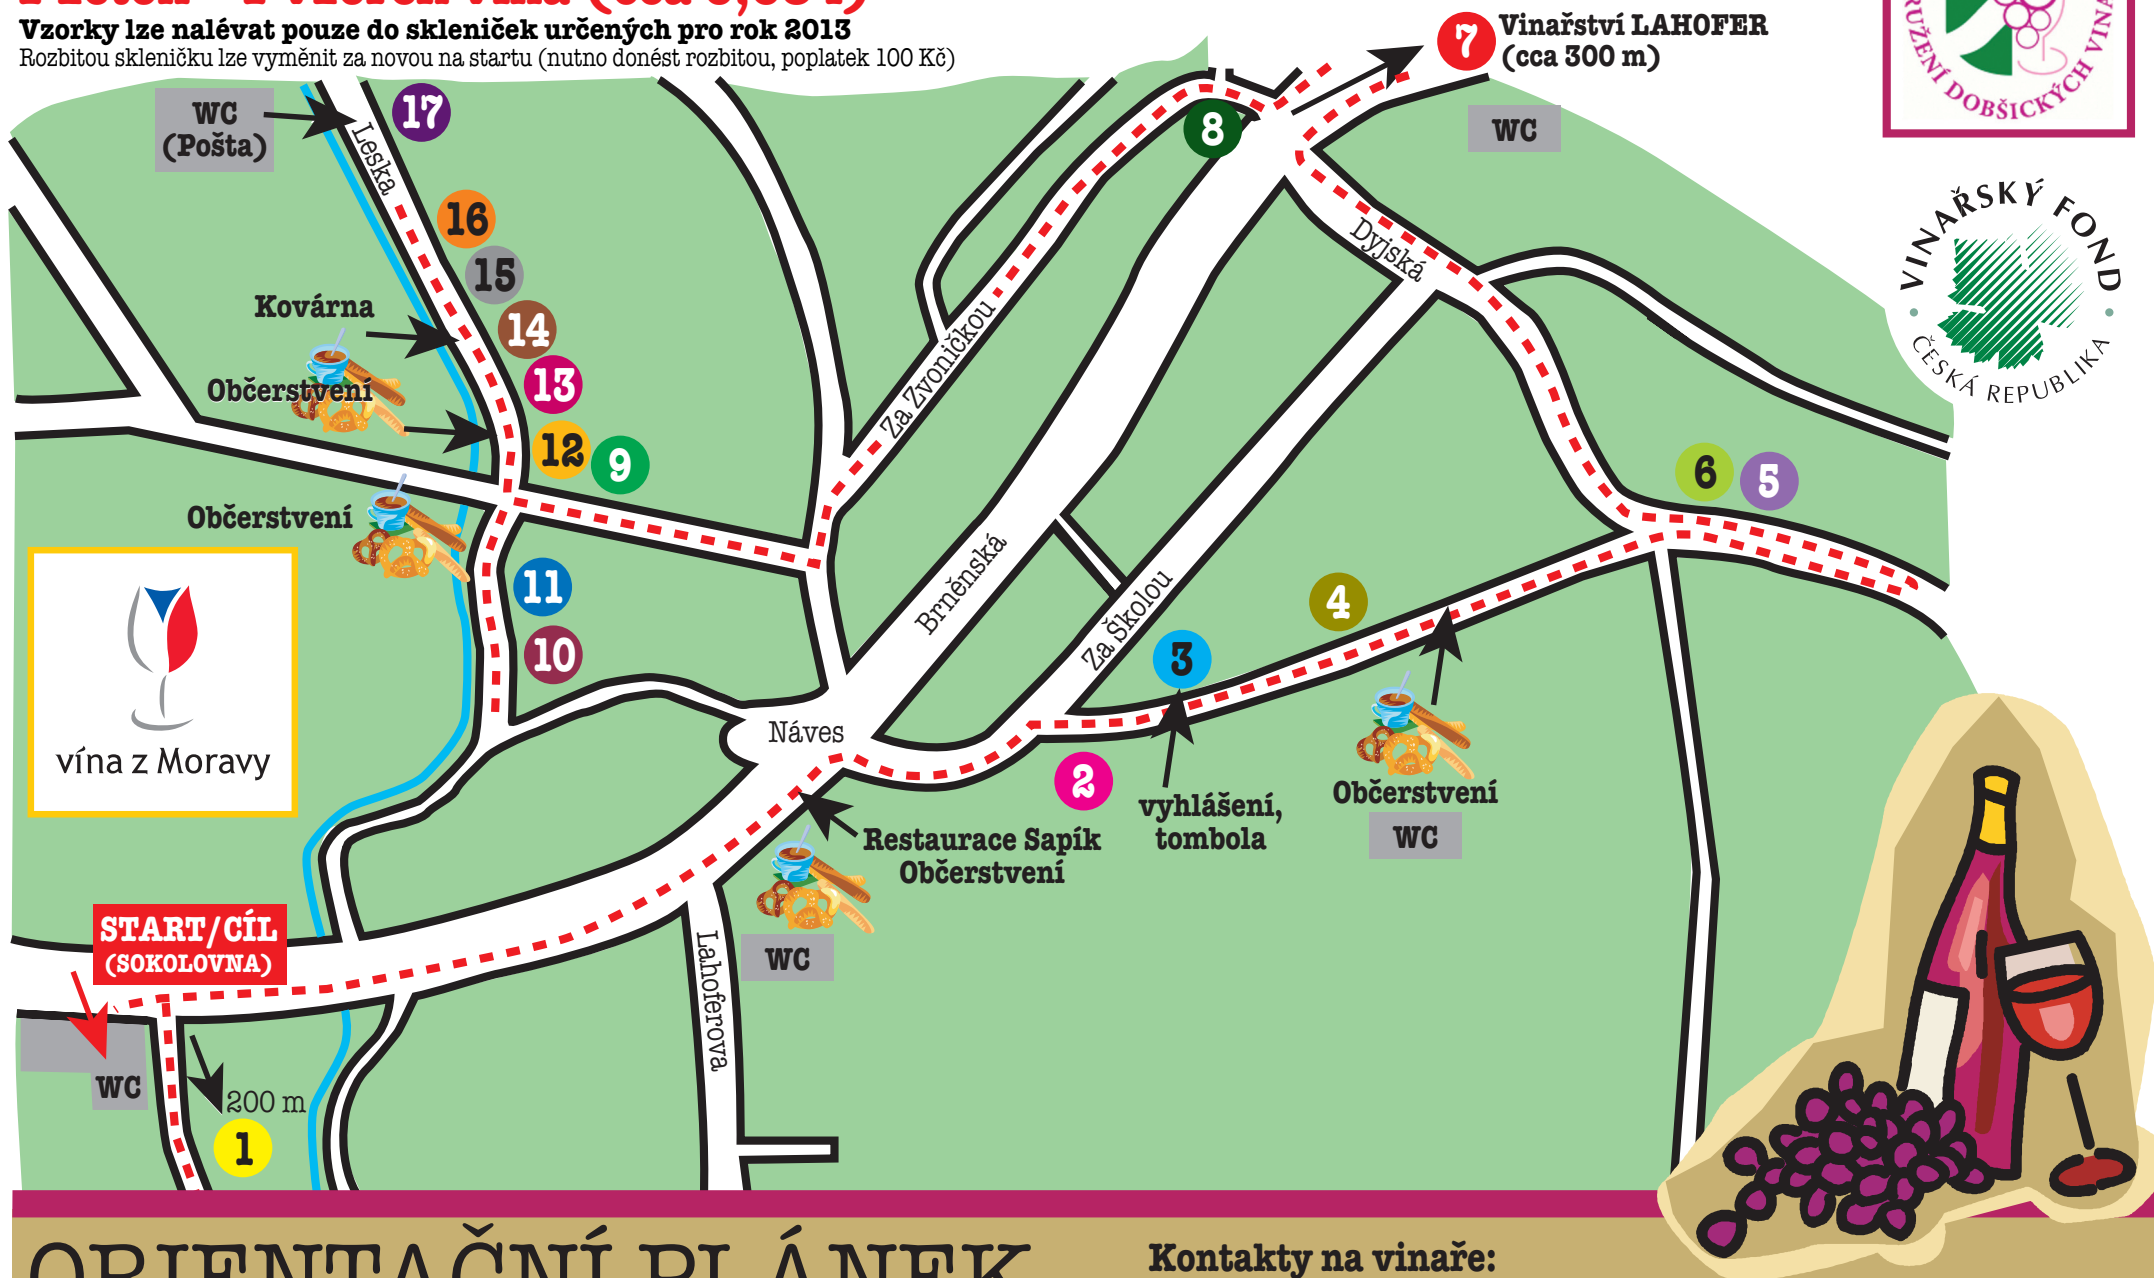 Vzorky lze nalévat pouze do skleniček určených pro rok 2013
Rozbitou skleničku lze vyměnit za novou na startu (nutno donést rozbitou, poplatek 100 Kč)
7
Vinařství LAHOFER
(cca 300 m)
DOBŠICKÝCH
WC
(Pošta)
Leska
17
8
WC
16
15
14
13
12
9
Kovárna
Občerstvení
Občerstvení
Za Zvoničkou
Dyjská
VINAŘSKÝ FOND
ČESKÁ REPUBLIKA
6
5
11
10
Brněnská
Za Školou
4
3
vína z Moravy
Náves
2
vyhlášení,
tombola
Občerstvení
WC
Restaurace Sapík
Občerstvení
WC
Lahoferova
START/CÍL
(SOKOLOVNA)
WC
200 m
1
ORIENTAČNÍ PLÁNEK
Kontakty na vinaře: